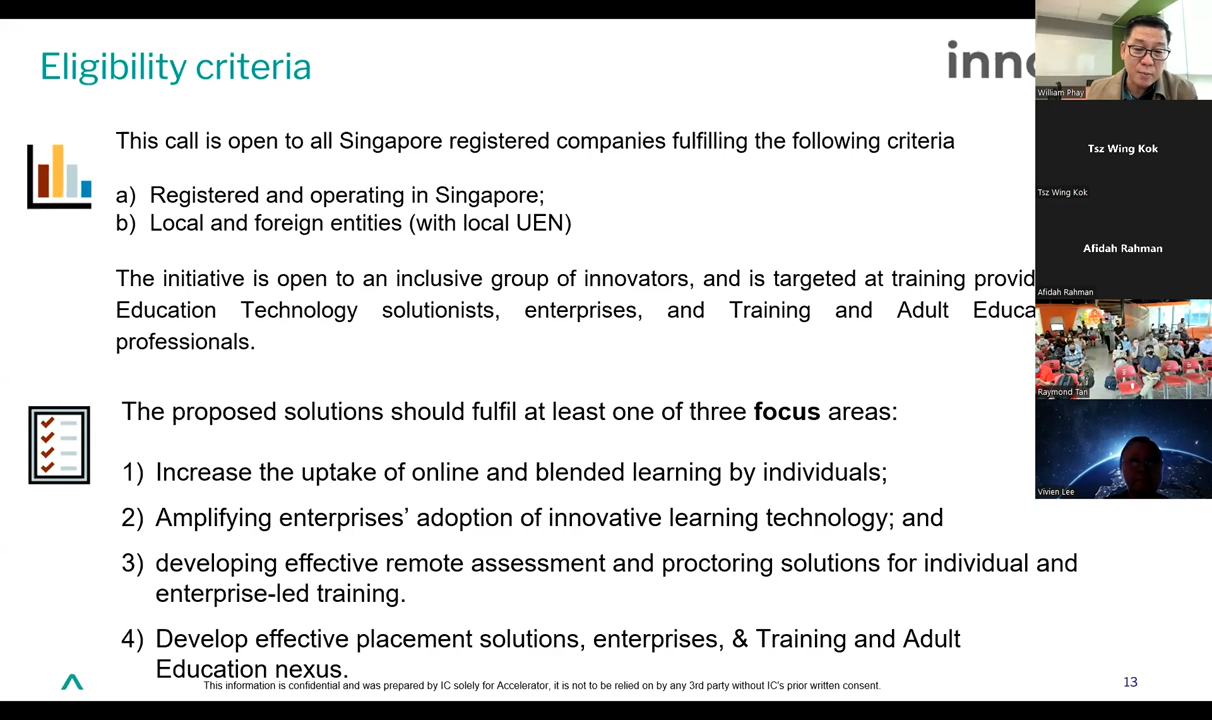 Eligibility criteria
inno
This call is open to all Singapore registered companies fulfilling the following criteria
a) Registered and operating in Singapore;
b) Local and foreign entities (with local UEN)
The initiative is open to an inclusive group of innovators, and is targeted at training provid
Education Technology solutionists, enterprises, and Training and Adult Educa
professionals.
The proposed solutions should fulfil at least one of three focus areas:
1) Increase the uptake of online and blended learning by individuals;
2) Amplifying enterprises’ adoption of innovative learning technology; and
3) developing effective remote assessment and proctoring solutions for individual and
enterprise-led training.
4) Develop effective placement solutions, enterprises, & Training and Adult
Education nexus.
This information is confidential and was prepared by IC solely for Accelerator, it is not to be relied on by any 3rd party without IC's prior written consent.
13
William Phay
Tsz Wing Kok
Tsz Wing Kok
Afidah Rahman
Afidah Rahman
Raymond Tan
Vivien Lee